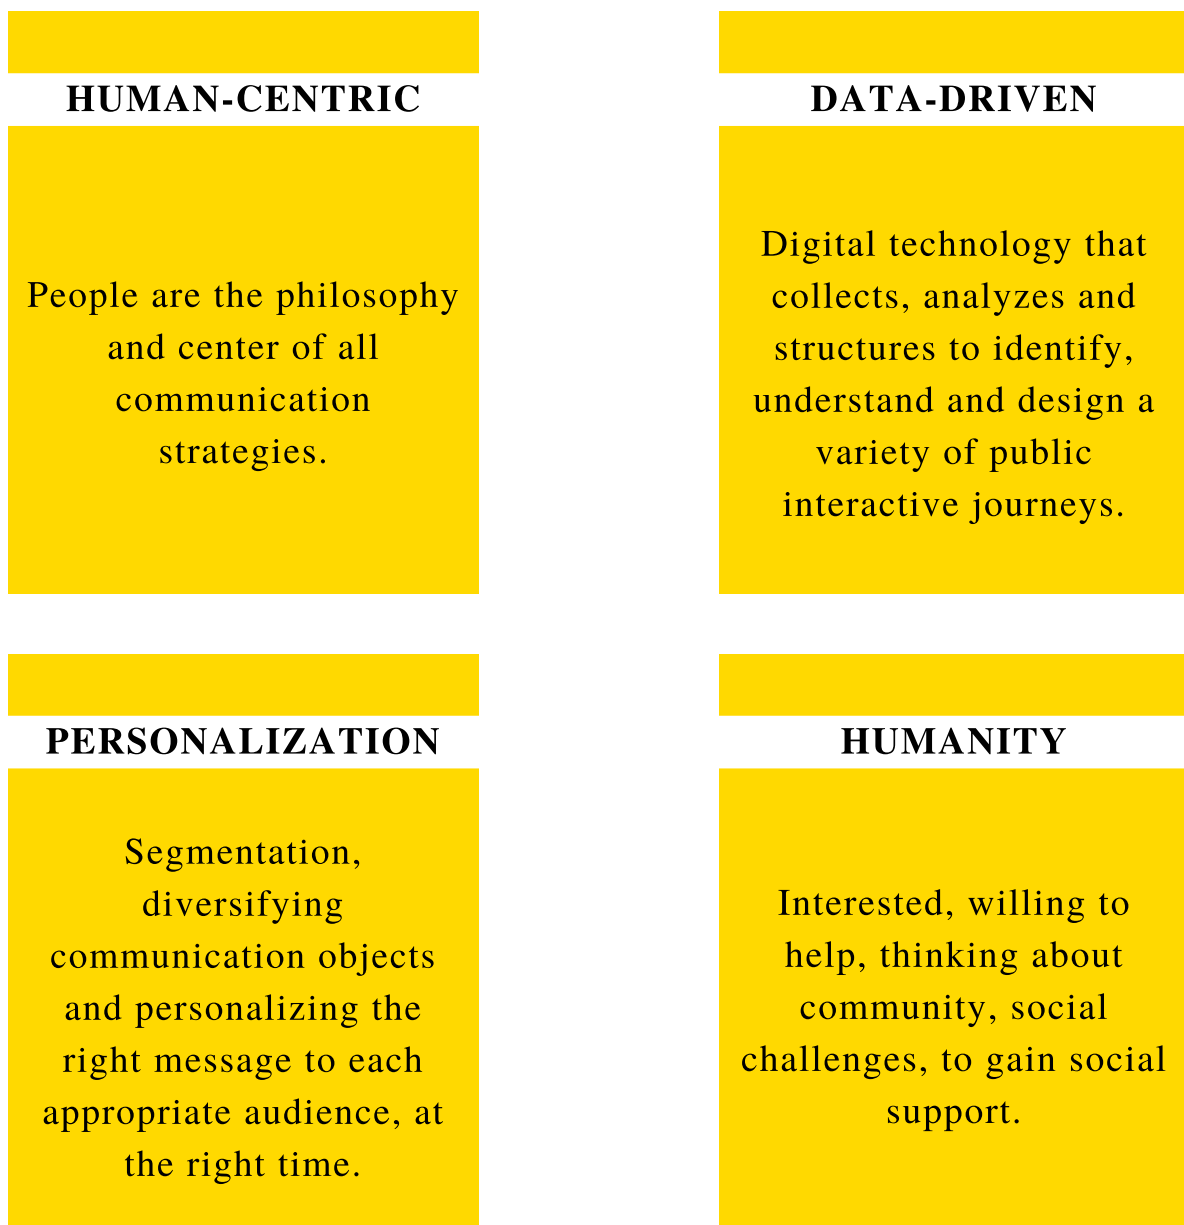 HUMAN-CENTRIC
People are the philosophy
and center of all
communication
strategies.
DATA-DRIVEN
Digital technology that
collects, analyzes and
structures to identify,
understand and design a
variety of public
interactive journeys.
PERSONALIZATION
Segmentation,
diversifying
communication objects
and personalizing the
right message to each
appropriate audience, at
the right time.
HUMANITY
Interested, willing to
help, thinking about
community, social
challenges, to gain social
support.